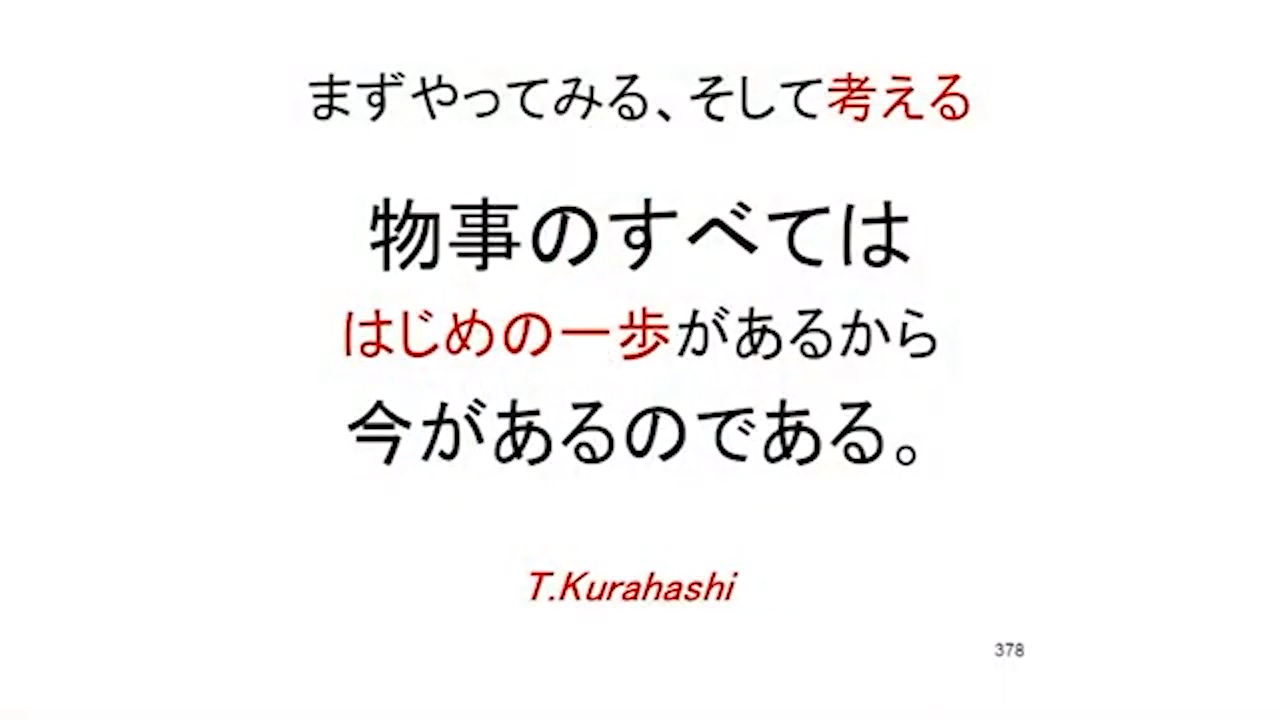 まずやってみる、そして考える
物事のすべては
はじめの一歩があるから
今があるのである。
T.Kurahashi
378